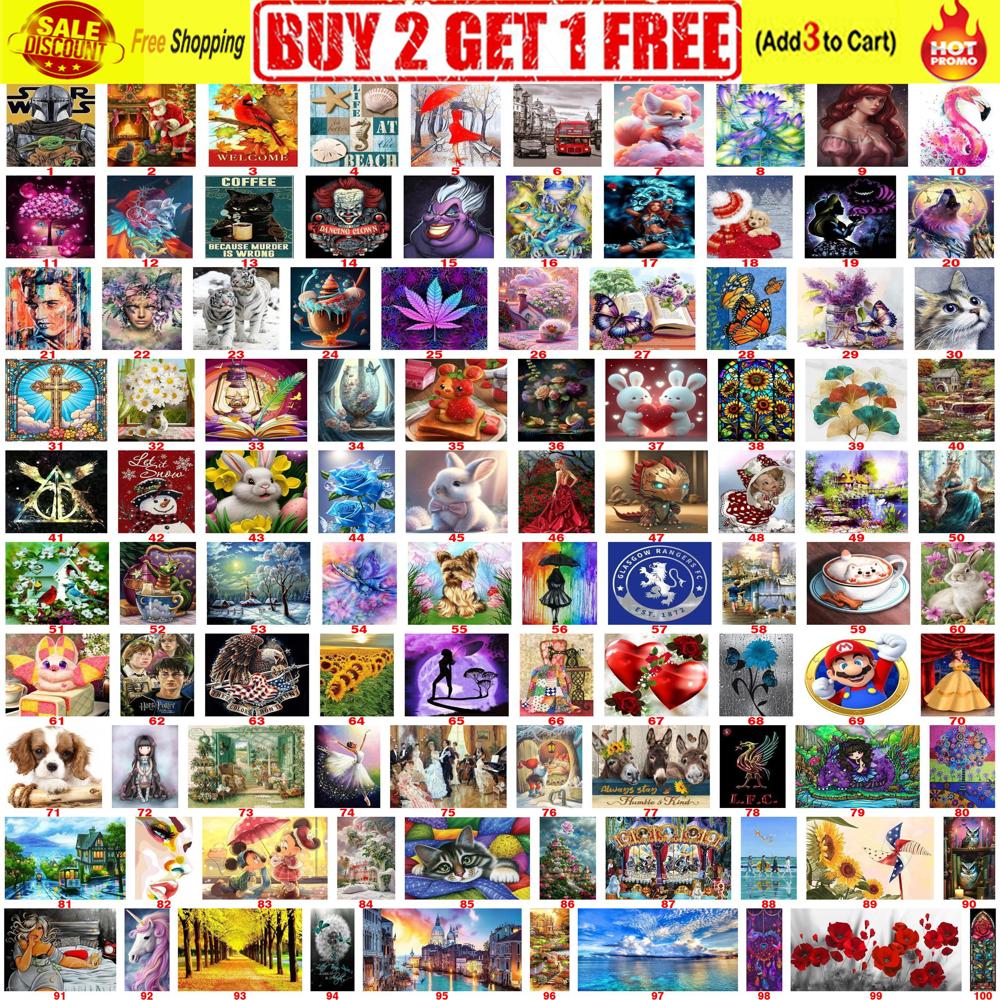 SALE
DISCOUNT
Free Shopping
BUY 2 GET 1 FREE
(Add 3 to Cart)
HOT
PROMO
STAR
WARS
WELCOME
LIFE
AT
BEACH
1 2 3 4 5 6 7 8 9 10
COFFEE
BECAUSE MURDER
IS WRONG
DANCING CLOWN
11 12 13 14 15 16 17 18 19 20
21 22 23 24 25 26 27 28 29 30
31 32 33 34 35 36 37 38 39 40
Let it
Snow
41 42 43 44 45 46 47 48 49 50
GLASGOW RANGERS FC
EST. 1872
51 52 53 54 55 56 57 58 59 60
Harry Potter
61 62 63 64 65 66 67 68 69 70
Always stay
Humble & Kind
L.F.C.
71 72 73 74 75 76 77 78 79 80
81 82 83 84 85 86 87 88 89 90
91 92 93 94 95 96 97 98 99 100